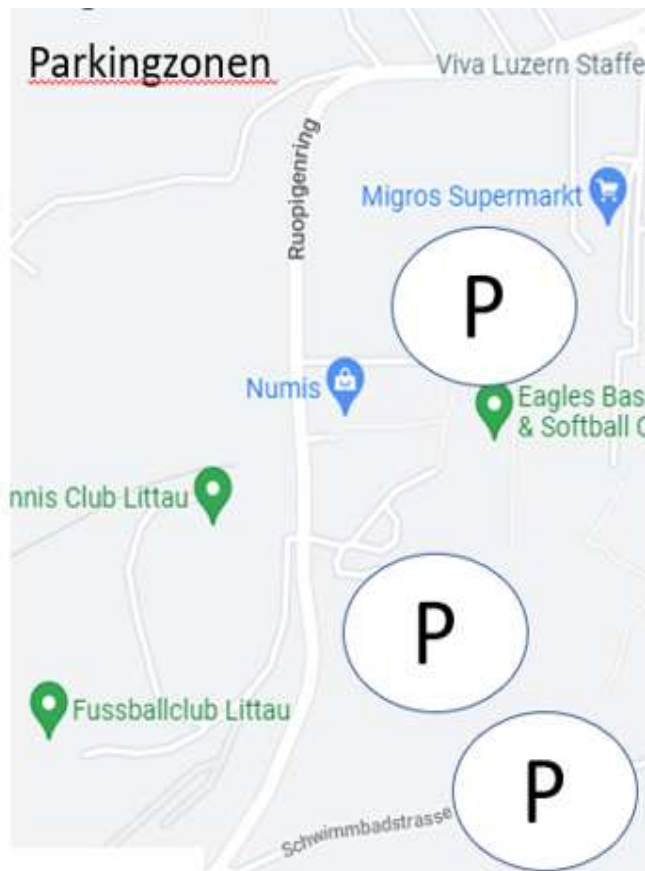 Parkingzonen
Viva Luzern Staffe
Ruopigenring
Migros Supermarkt
P
Numis
Eagles Bas
& Softball
nnis Club Littau
P
Fussballclub Littau
P
Schwimmbadstrasse